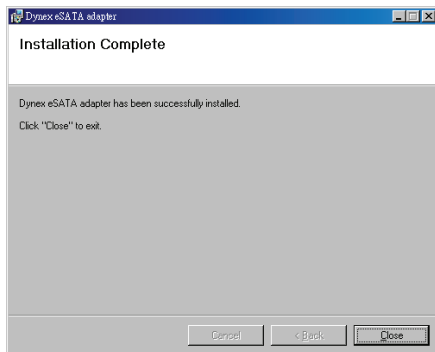 Dynex eSATA adapter
Installation Complete
Dynex eSATA adapter has been successfully installed.
Click "Close" to exit.
Cancel
< Back
Close